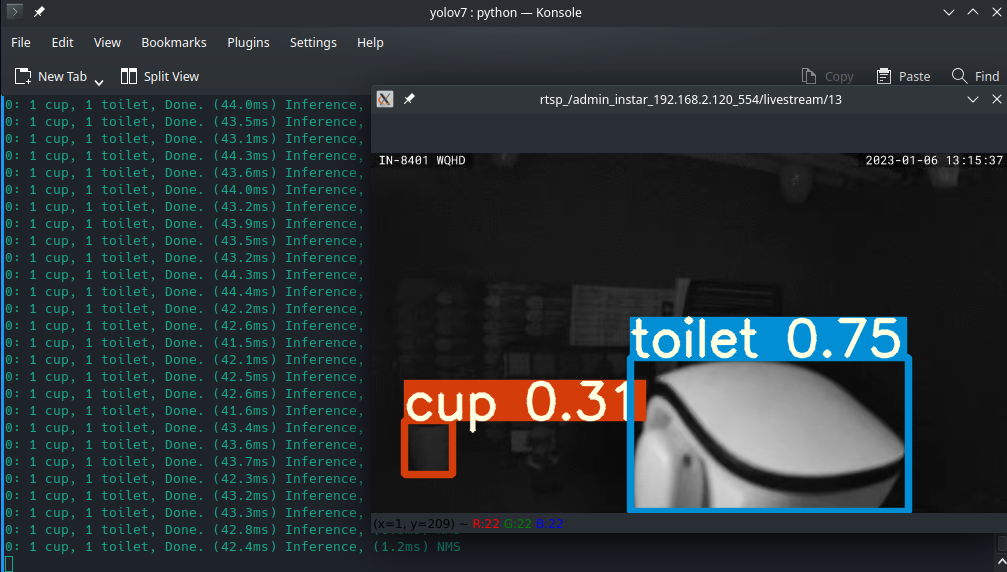 yolov7 : python — Konsole
File Edit View Bookmarks Plugins Settings Help
New Tab Split View Copy Paste Find
0: 1 cup, 1 toilet, Done. (44.0ms) Inference,
0: 1 cup, 1 toilet, Done. (43.5ms) Inference,
0: 1 cup, 1 toilet, Done. (43.1ms) Inference,
0: 1 cup, 1 toilet, Done. (44.3ms) Inference,
0: 1 cup, 1 toilet, Done. (43.6ms) Inference,
0: 1 cup, 1 toilet, Done. (44.0ms) Inference,
0: 1 cup, 1 toilet, Done. (43.2ms) Inference,
0: 1 cup, 1 toilet, Done. (43.9ms) Inference,
0: 1 cup, 1 toilet, Done. (43.5ms) Inference,
0: 1 cup, 1 toilet, Done. (43.2ms) Inference,
0: 1 cup, 1 toilet, Done. (44.3ms) Inference,
0: 1 cup, 1 toilet, Done. (44.4ms) Inference,
0: 1 cup, 1 toilet, Done. (42.2ms) Inference,
0: 1 cup, 1 toilet, Done. (42.6ms) Inference,
0: 1 cup, 1 toilet, Done. (41.5ms) Inference,
0: 1 cup, 1 toilet, Done. (42.1ms) Inference,
0: 1 cup, 1 toilet, Done. (42.5ms) Inference,
0: 1 cup, 1 toilet, Done. (42.6ms) Inference,
0: 1 cup, 1 toilet, Done. (41.6ms) Inference,
0: 1 cup, 1 toilet, Done. (43.4ms) Inference,
0: 1 cup, 1 toilet, Done. (43.6ms) Inference,
0: 1 cup, 1 toilet, Done. (43.7ms) Inference,
0: 1 cup, 1 toilet, Done. (42.3ms) Inference,
0: 1 cup, 1 toilet, Done. (43.2ms) Inference,
0: 1 cup, 1 toilet, Done. (43.3ms) Inference,
0: 1 cup, 1 toilet, Done. (42.8ms) Inference,
0: 1 cup, 1 toilet, Done. (42.4ms) Inference, (1.2ms) NMS
rtsp_/admin_instar_192.168.2.120_554/livestream/13
IN-8401 WQHD 2023-01-06 13:15:37
toilet 0.75
cup 0.31
(x=1, y=209) ~ R:22 G:22 B:22